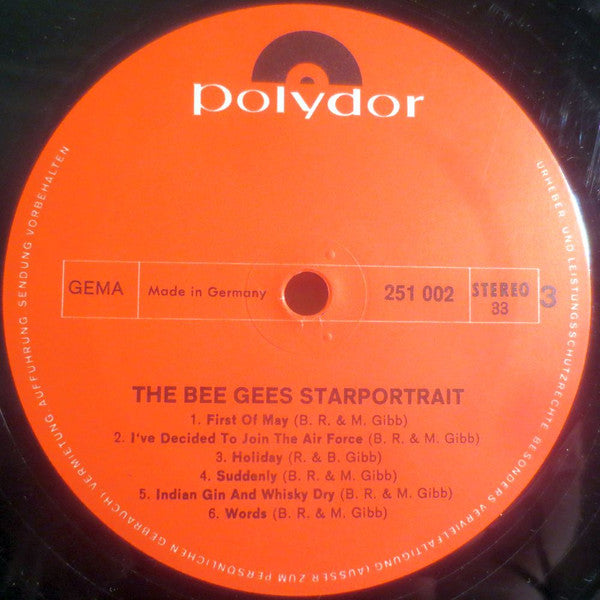 polydor
URHEBER- UND LEISTUNGSSCHUTZRECHTE BESONDERS VERVIELFÄLTIGUNG (AUSSER ZUM PERSÖNLICHEN GEBRAUCH) VERMIETUNG AUFFÜHRUNG SENDUNG VORBEHALTEN
GEMA Made in Germany 251 002 STEREO 33 3
THE BEE GEES STARPORTRAIT
1. First Of May (B. R. & M. Gibb)
2. I've Decided To Join The Air Force (B. R. & M. Gibb)
3. Holiday (R. & B. Gibb)
4. Suddenly (B. R. & M. Gibb)
5. Indian Gin And Whisky Dry (B. R. & M. Gibb)
6. Words (B. R. & M. Gibb)